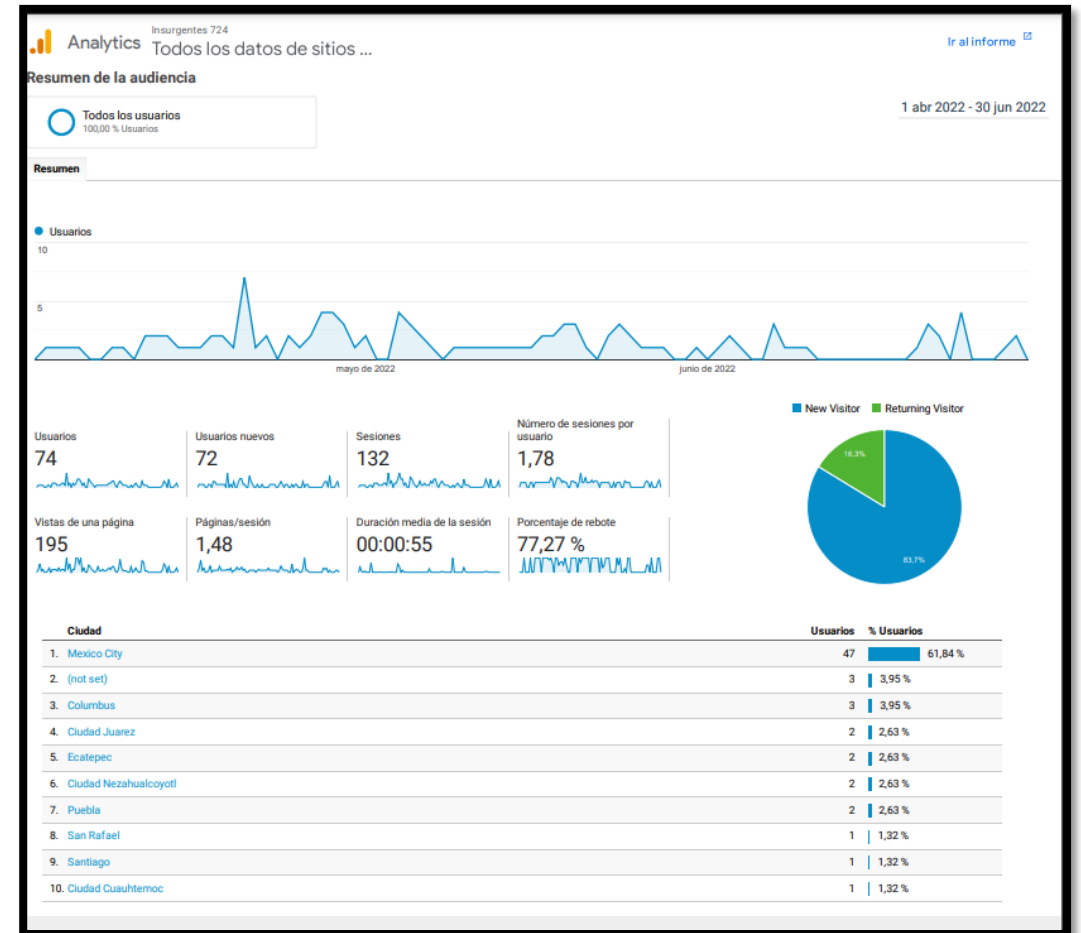 Analytics
Insurgentes 724
Todos los datos de sitios ...
Ir al informe
Resumen de la audiencia
Todos los usuarios
100,00 % Usuarios
1 abr 2022 - 30 jun 2022
Resumen
Usuarios
10
5
mayo de 2022
junio de 2022
New Visitor Returning Visitor
16,3%
83,7%
Usuarios
74
Usuarios nuevos
72
Sesiones
132
Número de sesiones por
usuario
1,78
Vistas de una página
195
Páginas/sesión
1,48
Duración media de la sesión
00:00:55
Porcentaje de rebote
77,27 %
Ciudad Usuarios % Usuarios
1. Mexico City 47 61,84 %
2. (not set) 3 3,95 %
3. Columbus 3 3,95 %
4. Ciudad Juarez 2 2,63 %
5. Ecatepec 2 2,63 %
6. Ciudad Nezahualcoyotl 2 2,63 %
7. Puebla 2 2,63 %
8. San Rafael 1 1,32 %
9. Santiago 1 1,32 %
10. Ciudad Cuauhtemoc 1 1,32 %